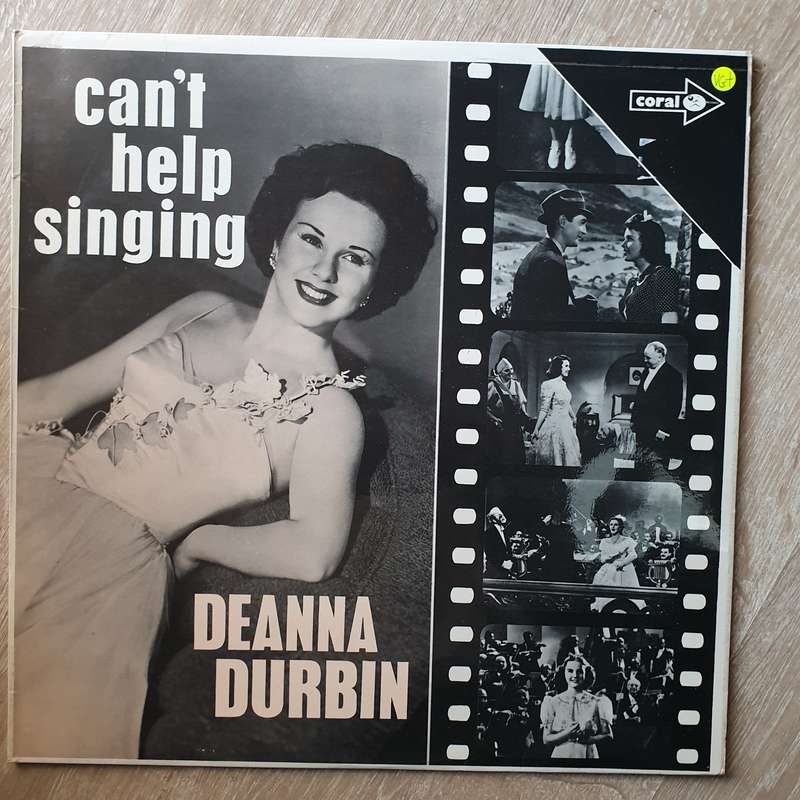 can't
help
singing
coral
VG+
DEANNA
DURBIN